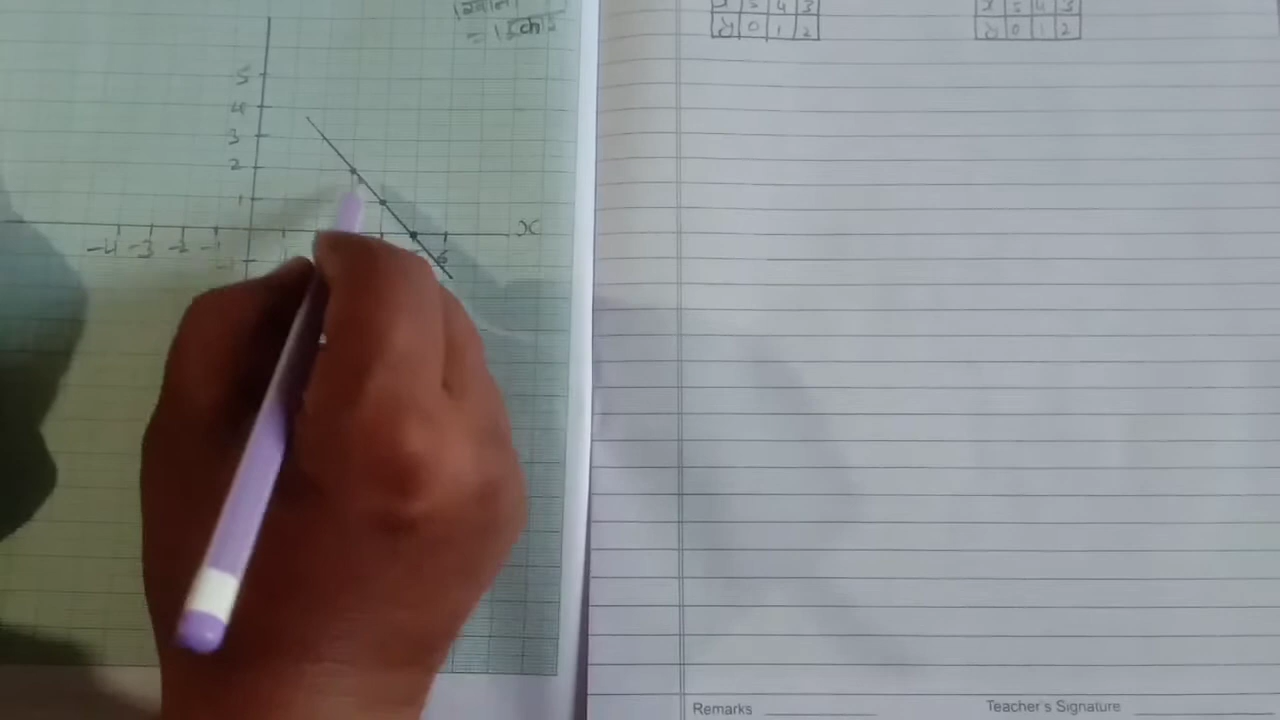 5
4
3
2
1
-4 -3 -2 -1
x
6
x 5 4 3
y 0 1 2
x 5 4 3
y 0 1 2
Remarks
Teacher's Signature